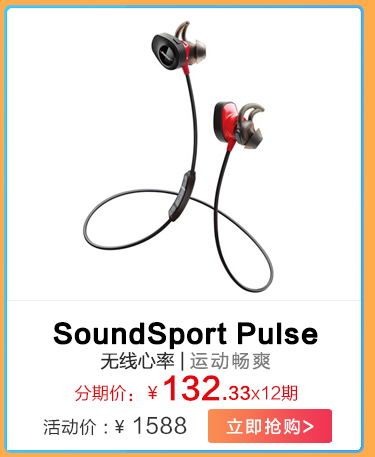 SoundSport Pulse
无线心率 | 运动畅爽
分期价：¥ 132.33x12期
活动价：¥ 1588 立即抢购>